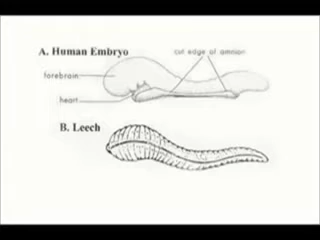 A. Human Embryo
cut edge of amnion
forebrain
heart
B. Leech